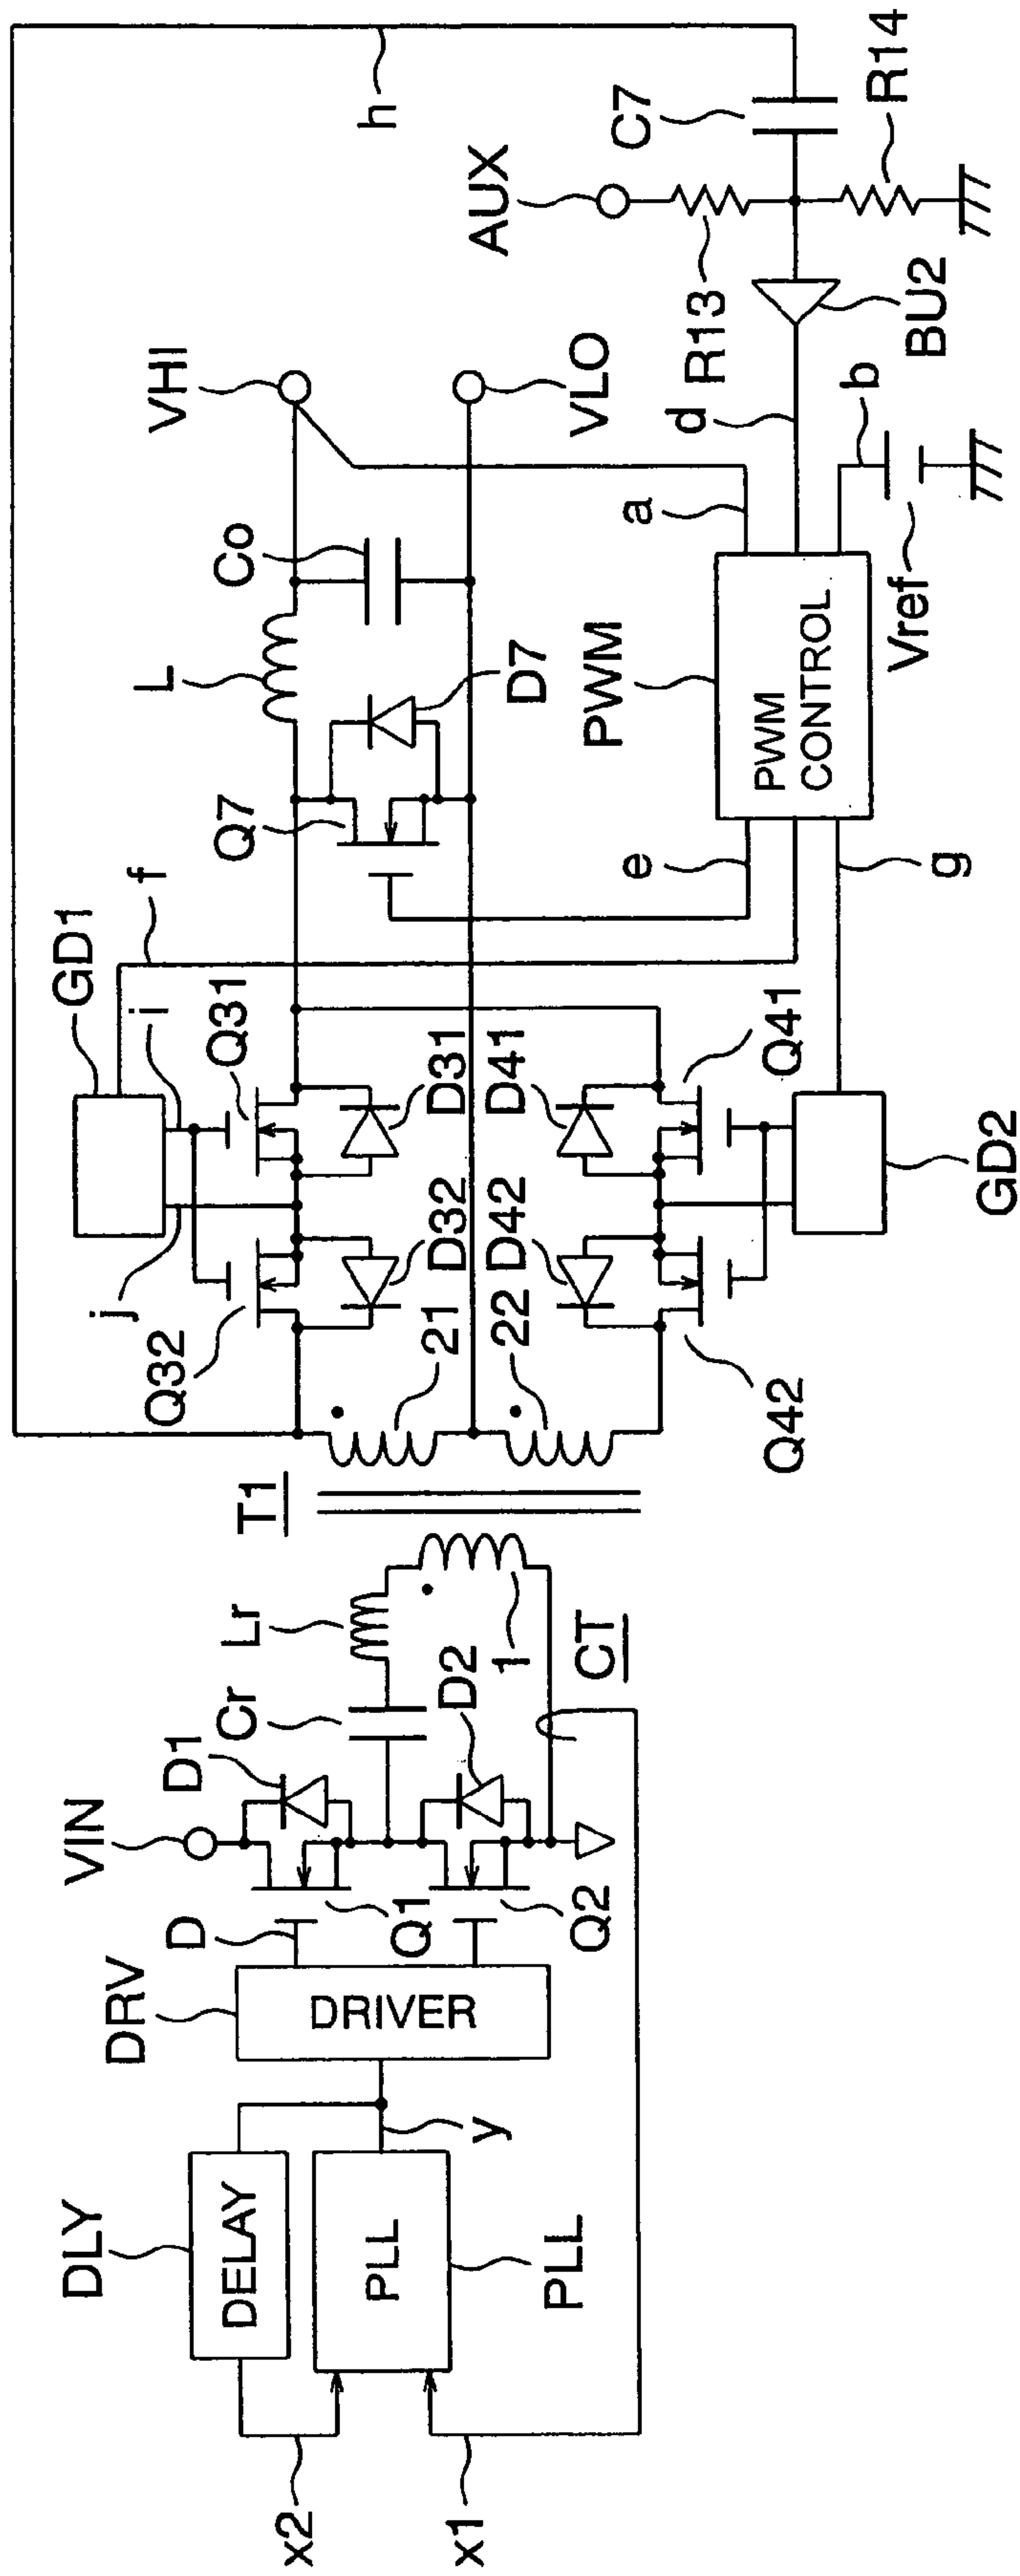 x2
x1
DLY
DELAY
PLL
PLL
y
DRV
DRIVER
D
VIN
Q1
Q2
D1
D2
Cr
Lr
1
CT
T1
21
22
Q32
j
i
GD1
f
Q31
D32
D31
D42
D41
Q42
Q41
GD2
Q7
D7
L
Co
VHI
VLO
e
g
PWM
PWM
CONTROL
a
d
b
Vref
BU2
R13
AUX
C7
R14
h